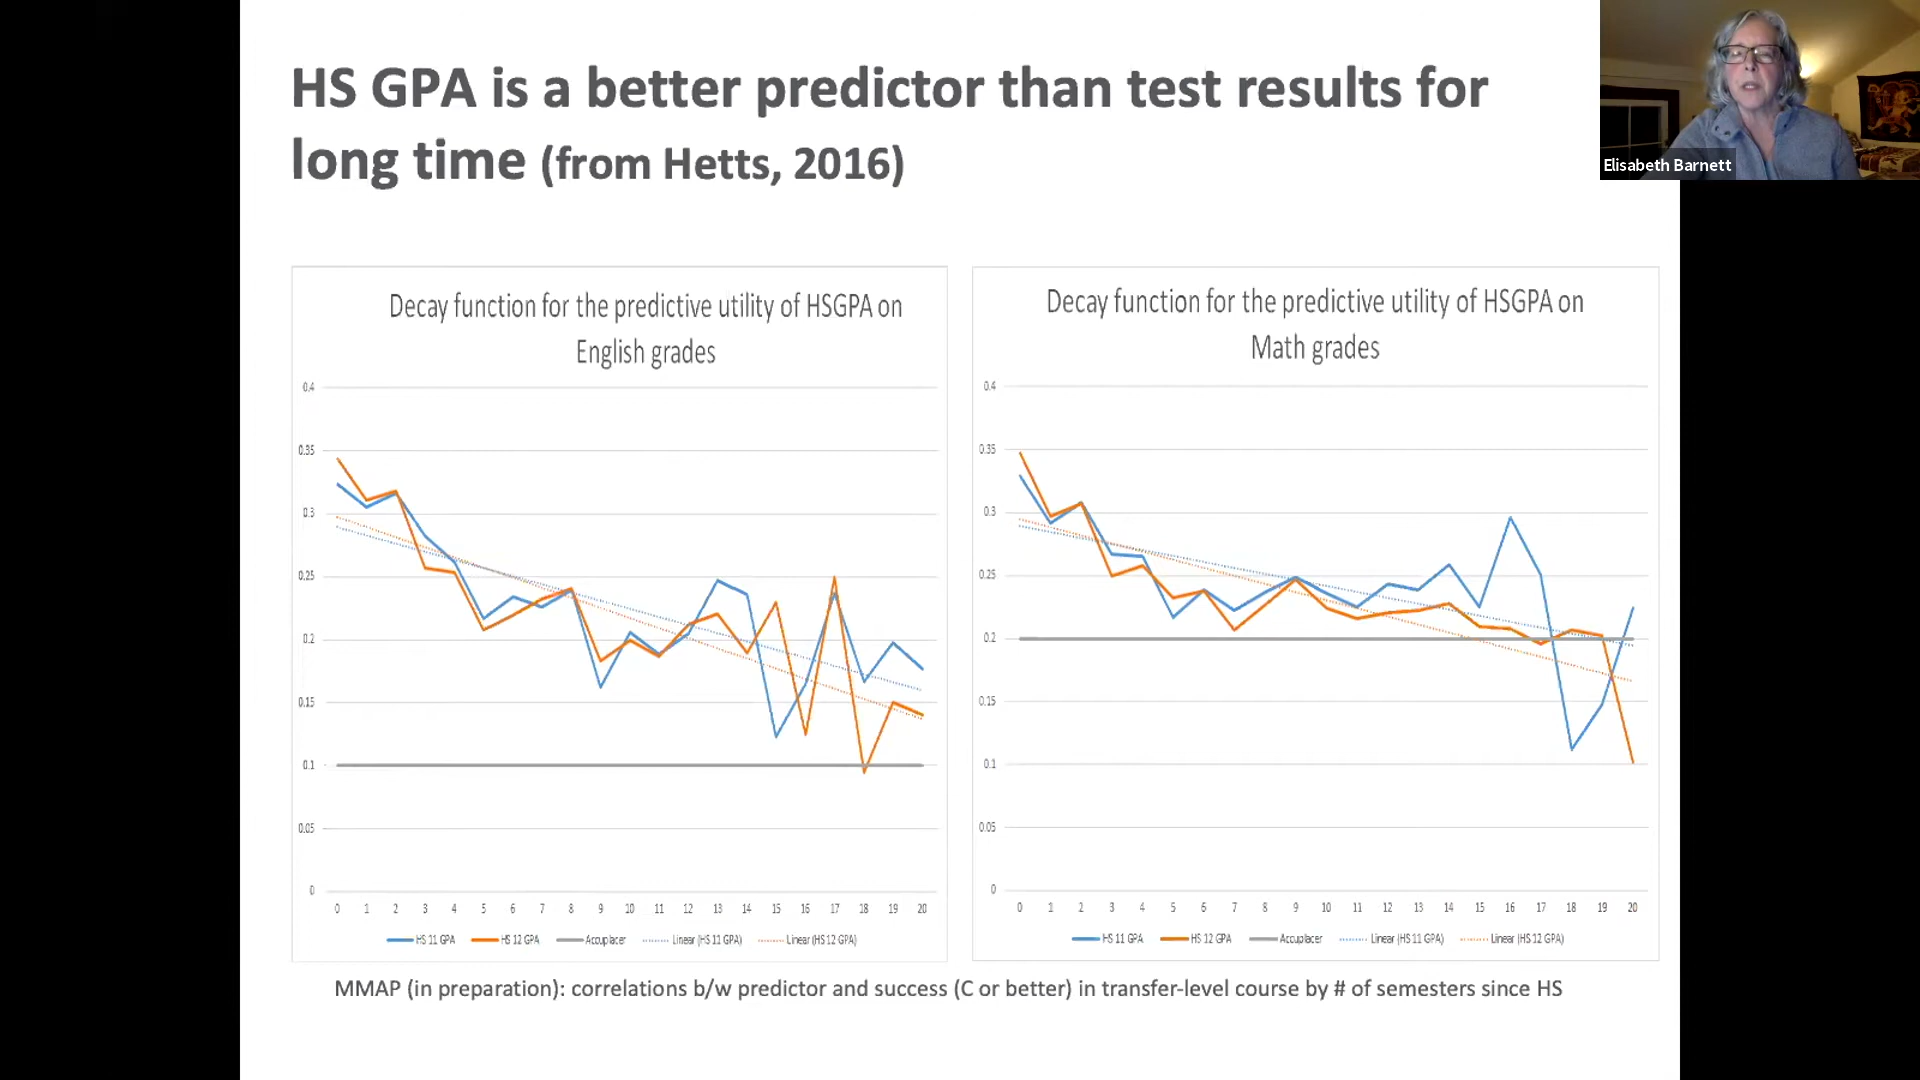 HS GPA is a better predictor than test results for
long time (from Hetts, 2016)
Elisabeth Barnett
Decay function for the predictive utility of HSGPA on
English grades
0.4
0.35
0.3
0.25
0.2
0.15
0.1
0.05
0
0 1 2 3 4 5 6 7 8 9 10 11 12 13 14 15 16 17 18 19 20
HS 11 GPA HS 12 GPA Accuplacer Linear (HS 11 GPA) Linear (HS 12 GPA)
Decay function for the predictive utility of HSGPA on
Math grades
0.4
0.35
0.3
0.25
0.2
0.15
0.1
0.05
0
0 1 2 3 4 5 6 7 8 9 10 11 12 13 14 15 16 17 18 19 20
HS 11 GPA HS 12 GPA Accuplacer Linear (HS 11 GPA) Linear (HS 12 GPA)
MMAP (in preparation): correlations b/w predictor and success (C or better) in transfer-level course by # of semesters since HS